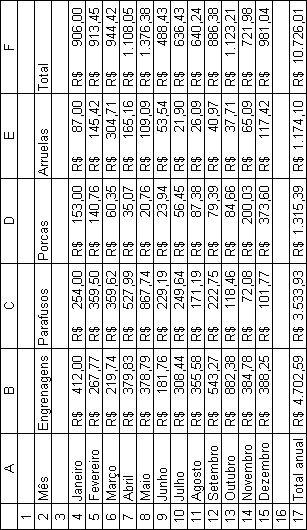 A B C D E F
1
2 Mês Engrenagens Parafusos Porcas Arruelas Total
3
4 Janeiro R$ 412,00 R$ 254,00 R$ 153,00 R$ 87,00 R$ 906,00
5 Fevereiro R$ 267,77 R$ 359,50 R$ 140,76 R$ 145,42 R$ 913,45
6 Março R$ 219,74 R$ 359,62 R$ 60,35 R$ 304,71 R$ 944,42
7 Abril R$ 379,83 R$ 527,99 R$ 35,07 R$ 165,16 R$ 1.108,05
8 Maio R$ 378,79 R$ 867,74 R$ 20,76 R$ 109,09 R$ 1.376,38
9 Junho R$ 181,76 R$ 229,19 R$ 23,94 R$ 53,54 R$ 488,43
10 Julho R$ 308,44 R$ 249,64 R$ 56,45 R$ 21,90 R$ 636,43
11 Agosto R$ 355,58 R$ 171,19 R$ 87,38 R$ 26,09 R$ 640,24
12 Setembro R$ 543,27 R$ 222,75 R$ 79,39 R$ 40,97 R$ 886,38
13 Outubro R$ 882,38 R$ 118,46 R$ 84,66 R$ 37,71 R$ 1.123,21
14 Novembro R$ 384,78 R$ 72,08 R$ 200,03 R$ 65,09 R$ 721,98
15 Dezembro R$ 388,25 R$ 101,77 R$ 373,60 R$ 117,42 R$ 981,04
16
17 Total anual R$ 4.702,59 R$ 3.533,93 R$ 1.315,39 R$ 1.174,10 R$ 10.726,01